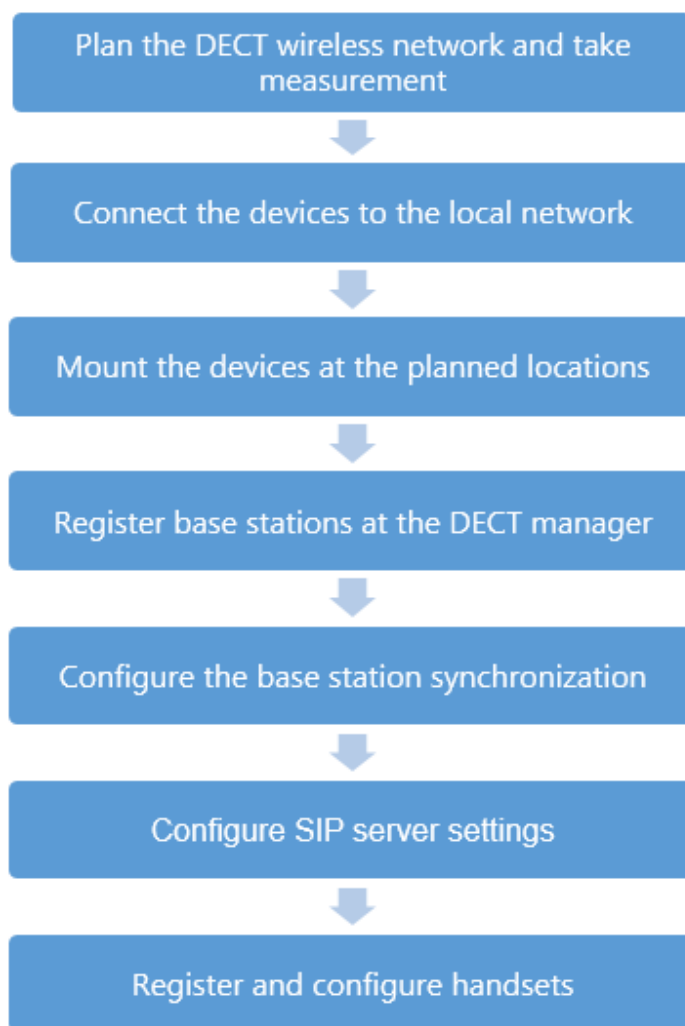 Plan the DECT wireless network and take
measurement
Connect the devices to the local network
Mount the devices at the planned locations
Register base stations at the DECT manager
Configure the base station synchronization
Configure SIP server settings
Register and configure handsets